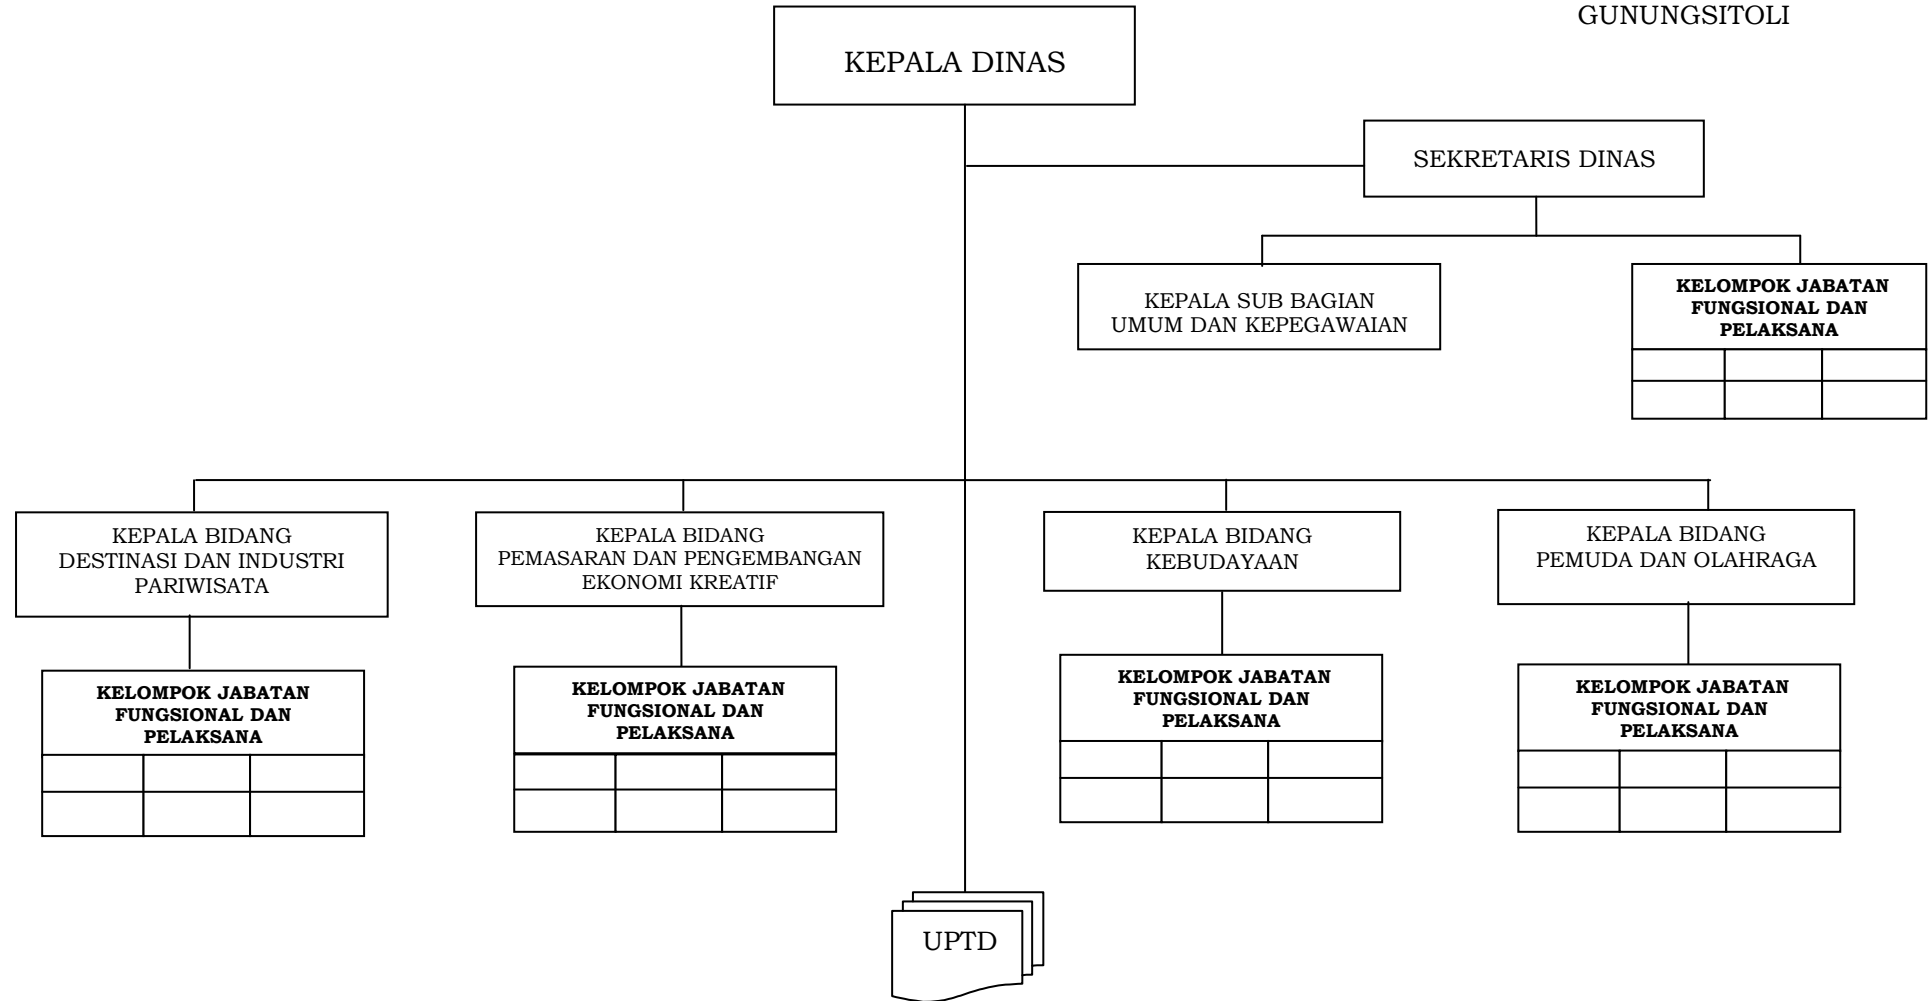 GUNUNGSITOLI
KEPALA DINAS
SEKRETARIS DINAS
KEPALA SUB BAGIAN
UMUM DAN KEPEGAWAIAN
KELOMPOK JABATAN
FUNGSIONAL DAN
PELAKSANA
KEPALA BIDANG
DESTINASI DAN INDUSTRI
PARIWISATA
KEPALA BIDANG
PEMASARAN DAN PENGEMBANGAN
EKONOMI KREATIF
KEPALA BIDANG
KEBUDAYAAN
KEPALA BIDANG
PEMUDA DAN OLAHRAGA
KELOMPOK JABATAN
FUNGSIONAL DAN
PELAKSANA
KELOMPOK JABATAN
FUNGSIONAL DAN
PELAKSANA
KELOMPOK JABATAN
FUNGSIONAL DAN
PELAKSANA
KELOMPOK JABATAN
FUNGSIONAL DAN
PELAKSANA
UPTD